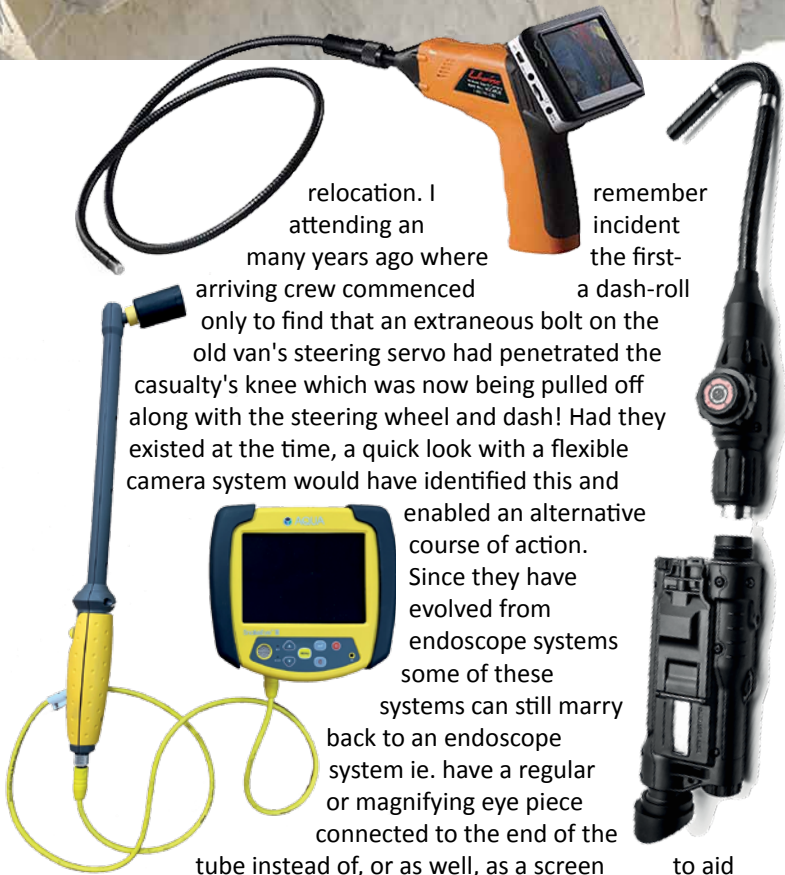 relocation. I remember
attending an incident
many years ago where the first-
arriving crew commenced a dash-roll
only to find that an extraneous bolt on the
old van's steering servo had penetrated the
casualty's knee which was now being pulled off
along with the steering wheel and dash! Had they
existed at the time, a quick look with a flexible
camera system would have identified this and
enabled an alternative
course of action.
Since they have
evolved from
endoscope systems
some of these
systems can still marry
back to an endoscope
system ie. have a regular
or magnifying eye piece
connected to the end of the
tube instead of, or as well, as a screen to aid
AQUA